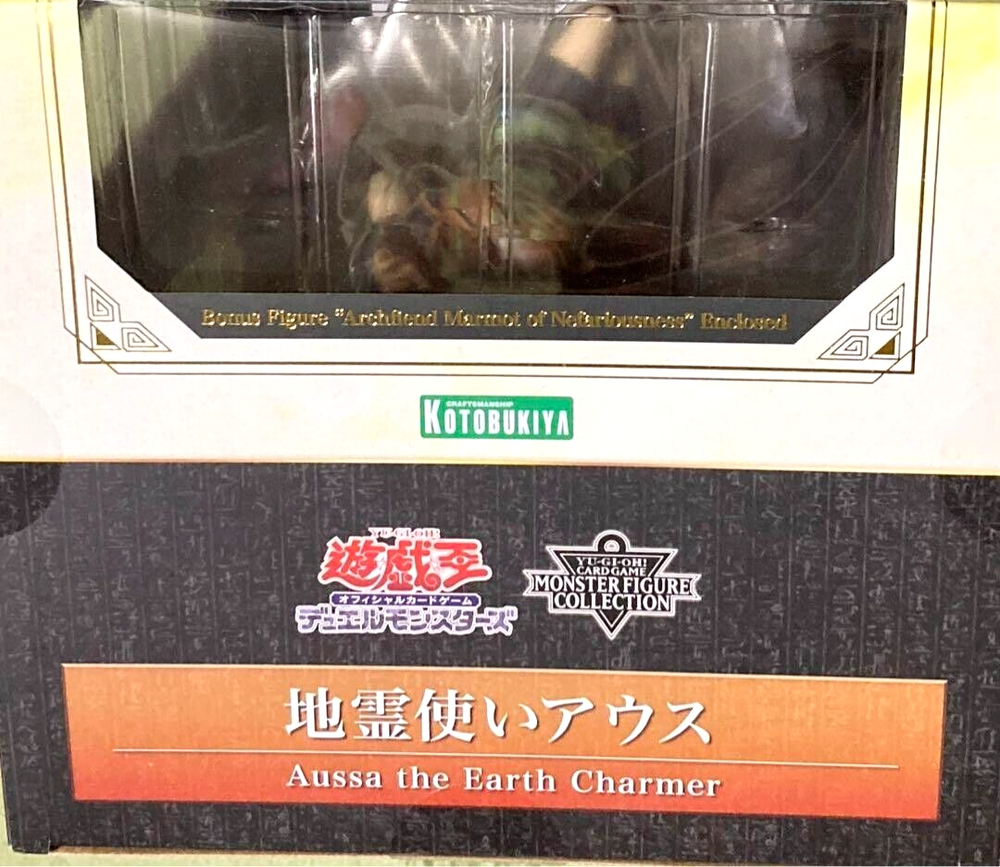 Bonus Figure "Archfiend Marmot of Nefariousness" Enclosed
CRAFTSMANSHIP
KOTOBUKIYA
YU-GI-OH!
遊戯王
オフィシャルカードゲーム
デュエルモンスターズ
YU-GI-OH!
CARD GAME
MONSTER FIGURE
COLLECTION
地霊使いアウス
Aussa the Earth Charmer